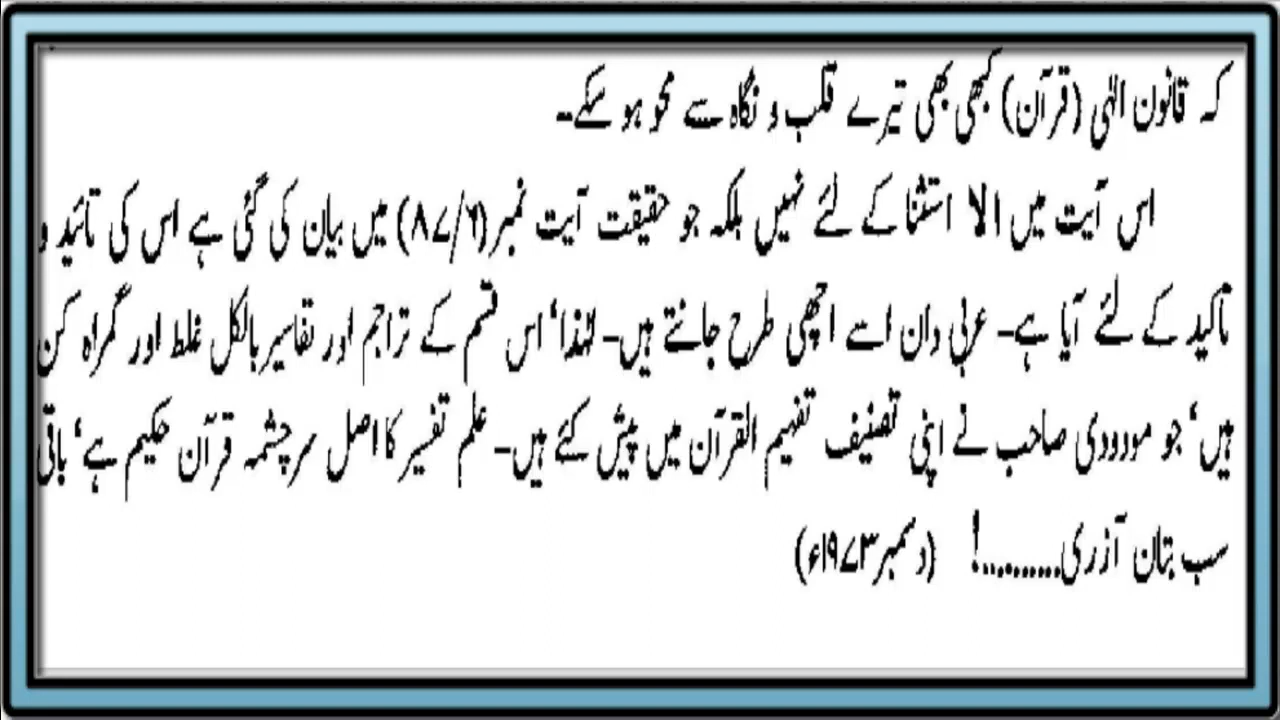 کہ قانون الٰہی (قرآن) کبھی بھی تیرے قلب و نگاہ سے محو ہو سکے۔
اس آیت میں الا استثنا کے لئے نہیں بلکہ جو حقیقت آیت نمبر (۸۷/۶) میں بیان کی گئی ہے اس کی تائید و
تاکید کے لئے آیا ہے۔ عربی دان اسے اچھی طرح جانتے ہیں۔ لہٰذا‘ اس قسم کے تراجم اور تفاسیر بالکل غلط اور گمراہ کن
ہیں‘ جو مودودی صاحب نے اپنی تصنیف تفہیم القرآن میں پیش کئے ہیں۔ علم تفسیر کا اصل سرچشمہ قرآن حکیم ہے‘ باقی
سب بتان آزری..........! (دسمبر ۱۹۷۳ء)